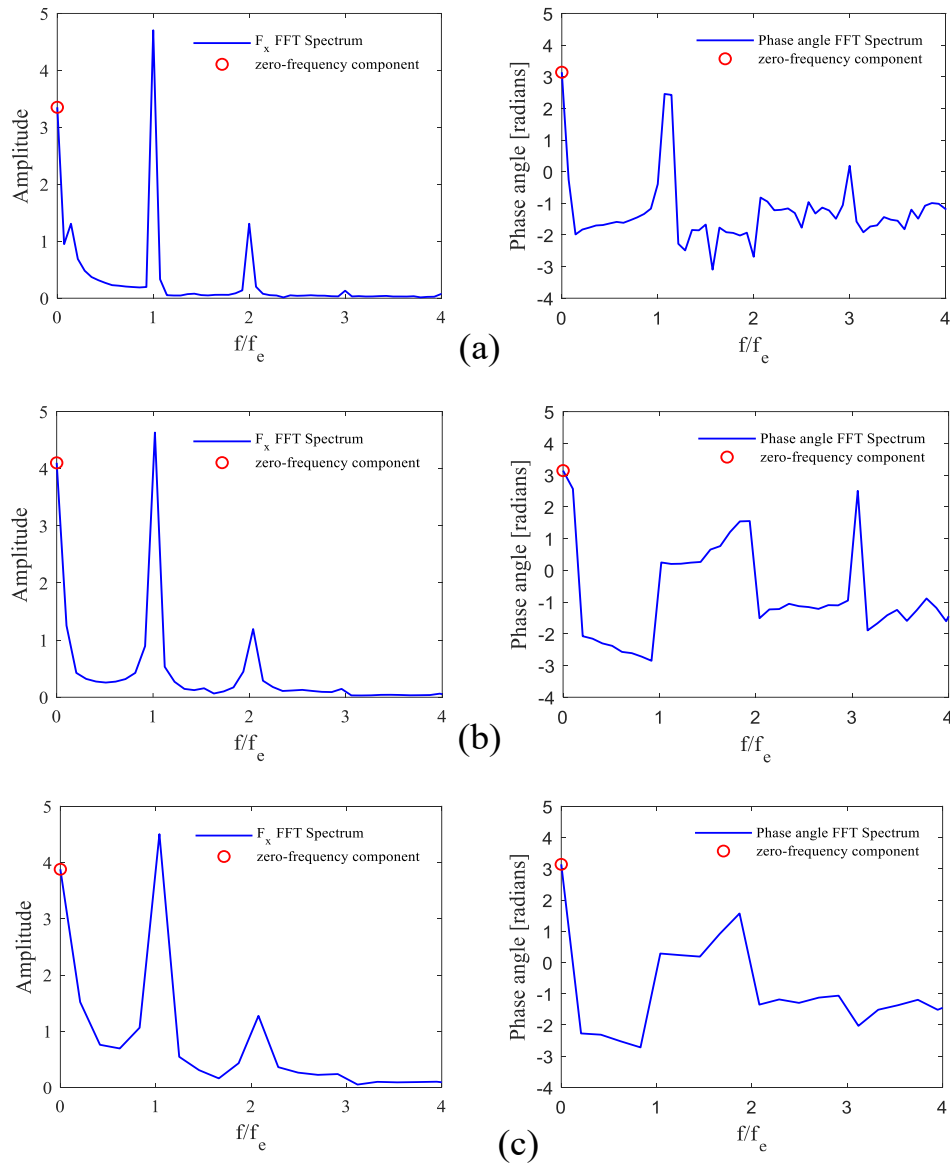 5
4
3
2
1
0
Amplitude
F_x FFT Spectrum
zero-frequency component
0 1 2 3 4
f/f_e
4
3
2
1
0
-1
-2
-3
-4
Phase angle [radians]
Phase angle FFT Spectrum
zero-frequency component
0 1 2 3 4
f/f_e
(a)
5
4
3
2
1
0
Amplitude
F_x FFT Spectrum
zero-frequency component
0 1 2 3 4
f/f_e
4
3
2
1
0
-1
-2
-3
-4
Phase angle [radians]
Phase angle FFT Spectrum
zero-frequency component
0 1 2 3 4
f/f_e
(b)
5
4
3
2
1
0
Amplitude
F_x FFT Spectrum
zero-frequency component
0 1 2 3 4
f/f_e
4
3
2
1
0
-1
-2
-3
-4
Phase angle [radians]
Phase angle FFT Spectrum
zero-frequency component
0 1 2 3 4
f/f_e
(c)